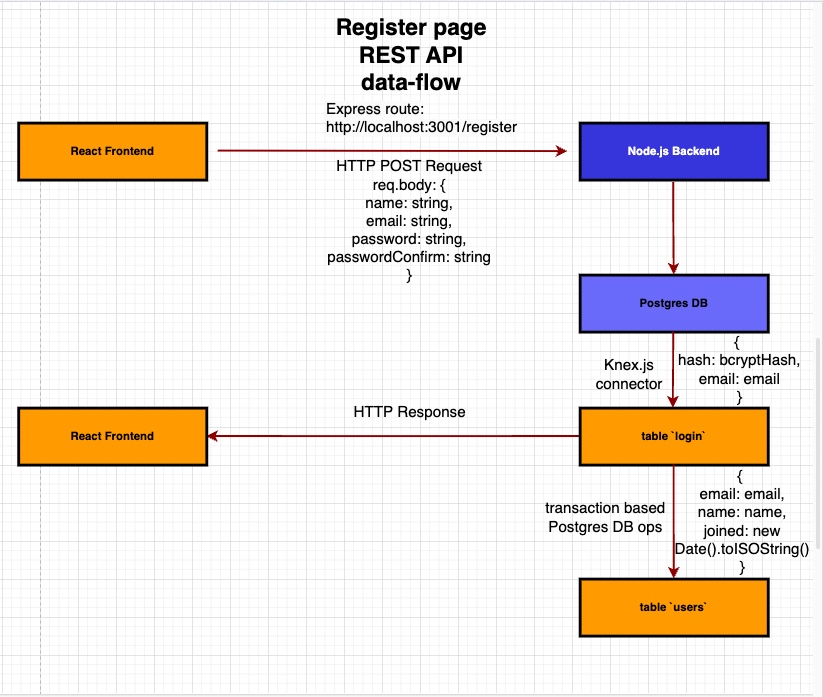 Register page
REST API
data-flow
Express route:
http://localhost:3001/register
React Frontend
Node.js Backend
HTTP POST Request
req.body: {
name: string,
email: string,
password: string,
passwordConfirm: string
}
Postgres DB
Knex.js
connector
{
hash: bcryptHash,
email: email
}
HTTP Response
React Frontend
table `login`
transaction based
Postgres DB ops
{
email: email,
name: name,
joined: new
Date().toISOString()
}
table `users`